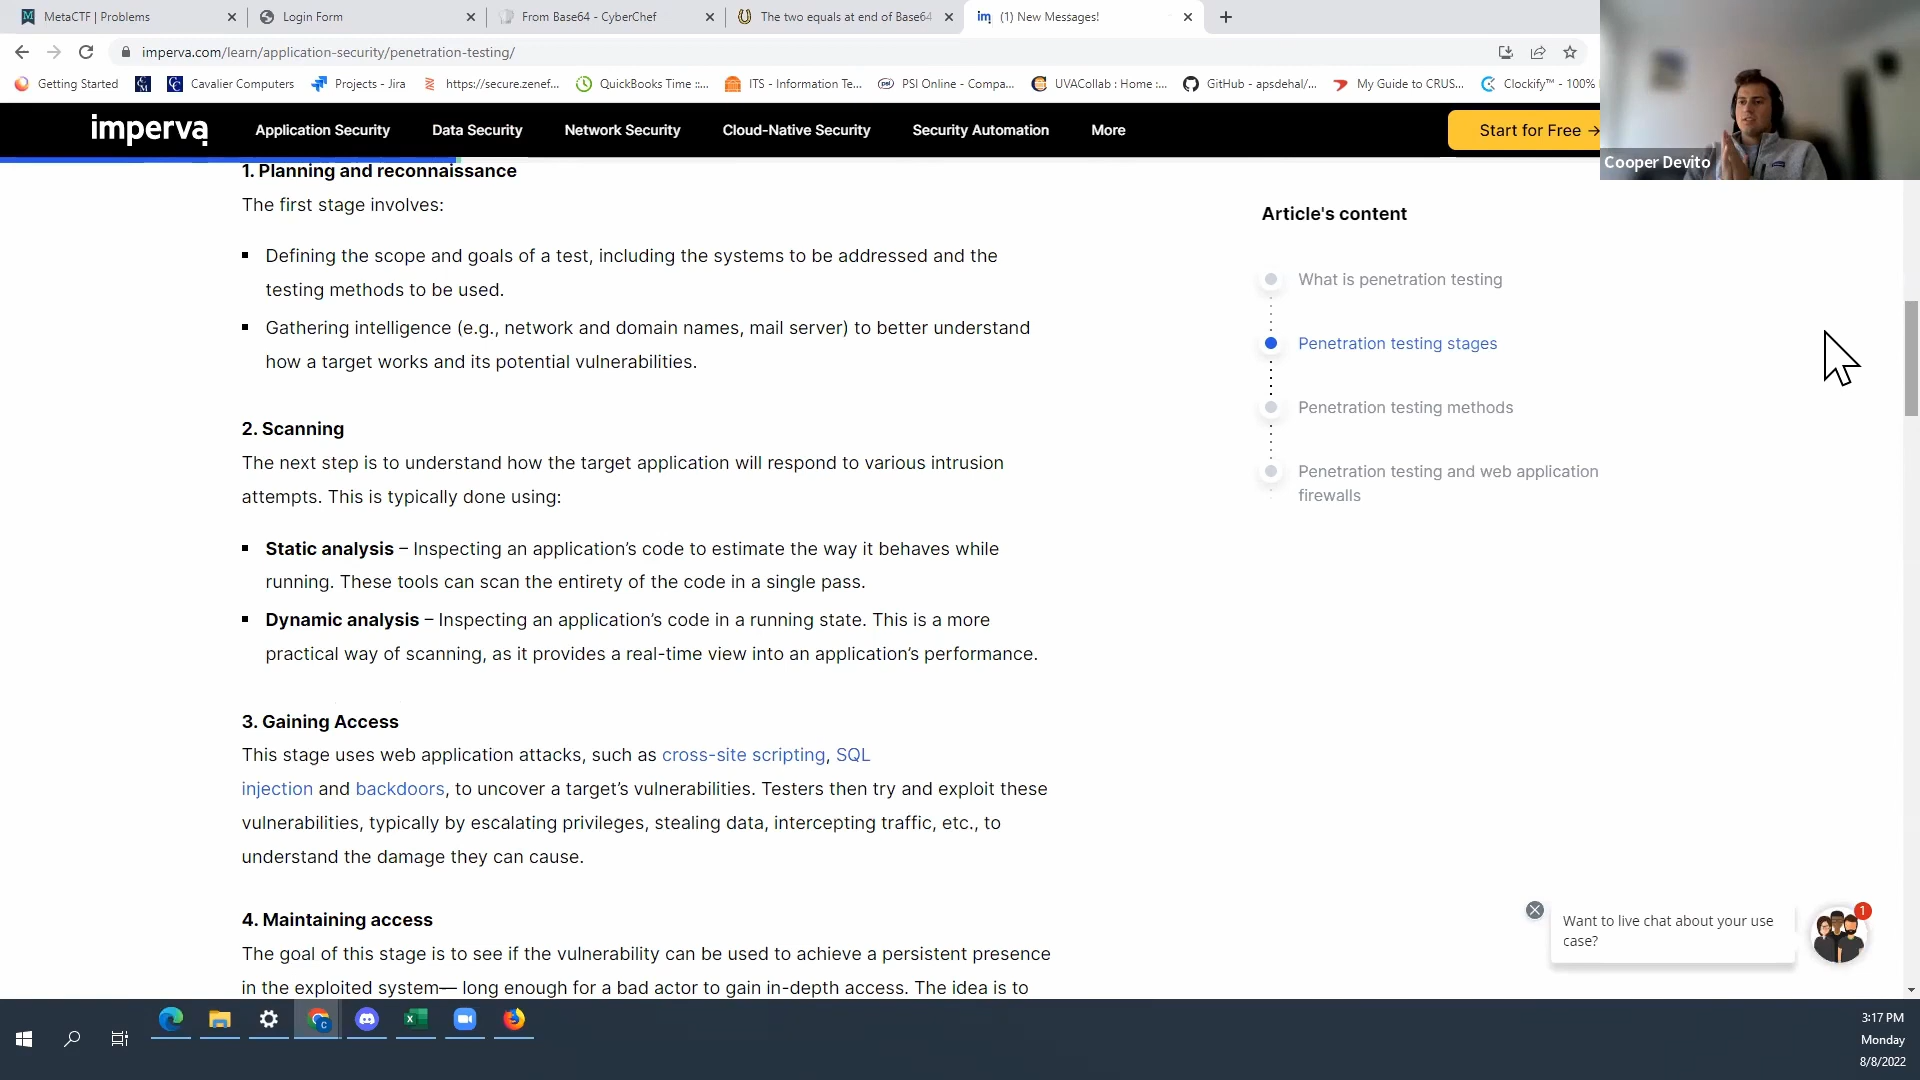 MetaCTF | Problems
Login Form
From Base64 - CyberChef
The two equals at end of Base64
im (1) New Messages!
imperva.com/learn/application-security/penetration-testing/
Getting Started
Cavalier Computers
Projects - Jira
https://secure.zenef...
QuickBooks Time ::...
ITS - Information Te...
PSI Online - Compa...
UVACollab : Home :...
GitHub - apsdehal/...
My Guide to CRUS...
Clockify™ - 100%
imperva
Application Security
Data Security
Network Security
Cloud-Native Security
Security Automation
More
Start for Free →
Cooper Devito
1. Planning and reconnaissance
The first stage involves:
▪ Defining the scope and goals of a test, including the systems to be addressed and the
testing methods to be used.
▪ Gathering intelligence (e.g., network and domain names, mail server) to better understand
how a target works and its potential vulnerabilities.
2. Scanning
The next step is to understand how the target application will respond to various intrusion
attempts. This is typically done using:
▪ Static analysis – Inspecting an application’s code to estimate the way it behaves while
running. These tools can scan the entirety of the code in a single pass.
▪ Dynamic analysis – Inspecting an application’s code in a running state. This is a more
practical way of scanning, as it provides a real-time view into an application’s performance.
3. Gaining Access
This stage uses web application attacks, such as cross-site scripting, SQL
injection and backdoors, to uncover a target’s vulnerabilities. Testers then try and exploit these
vulnerabilities, typically by escalating privileges, stealing data, intercepting traffic, etc., to
understand the damage they can cause.
4. Maintaining access
The goal of this stage is to see if the vulnerability can be used to achieve a persistent presence
in the exploited system— long enough for a bad actor to gain in-depth access. The idea is to
Article's content
What is penetration testing
Penetration testing stages
Penetration testing methods
Penetration testing and web application
firewalls
Want to live chat about your use
case?
1
3:17 PM
Monday
8/8/2022